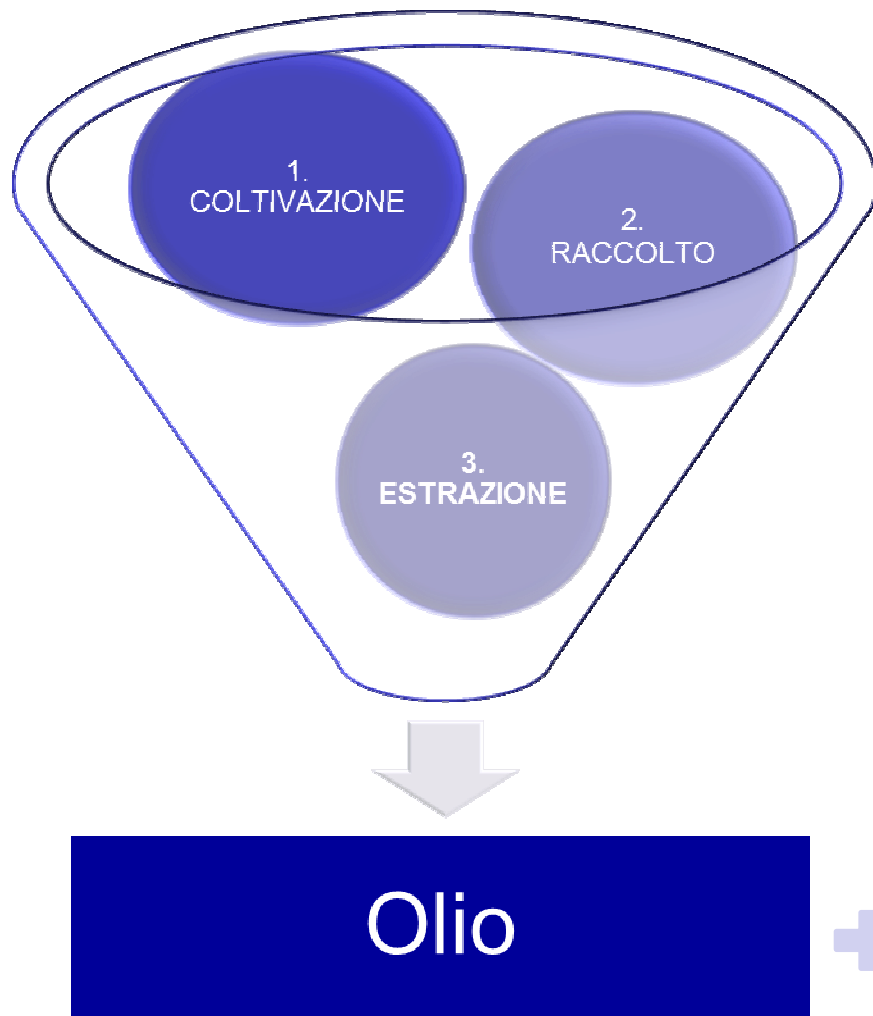 1.
COLTIVAZIONE
2.
RACCOLTO
3.
ESTRAZIONE
Olio